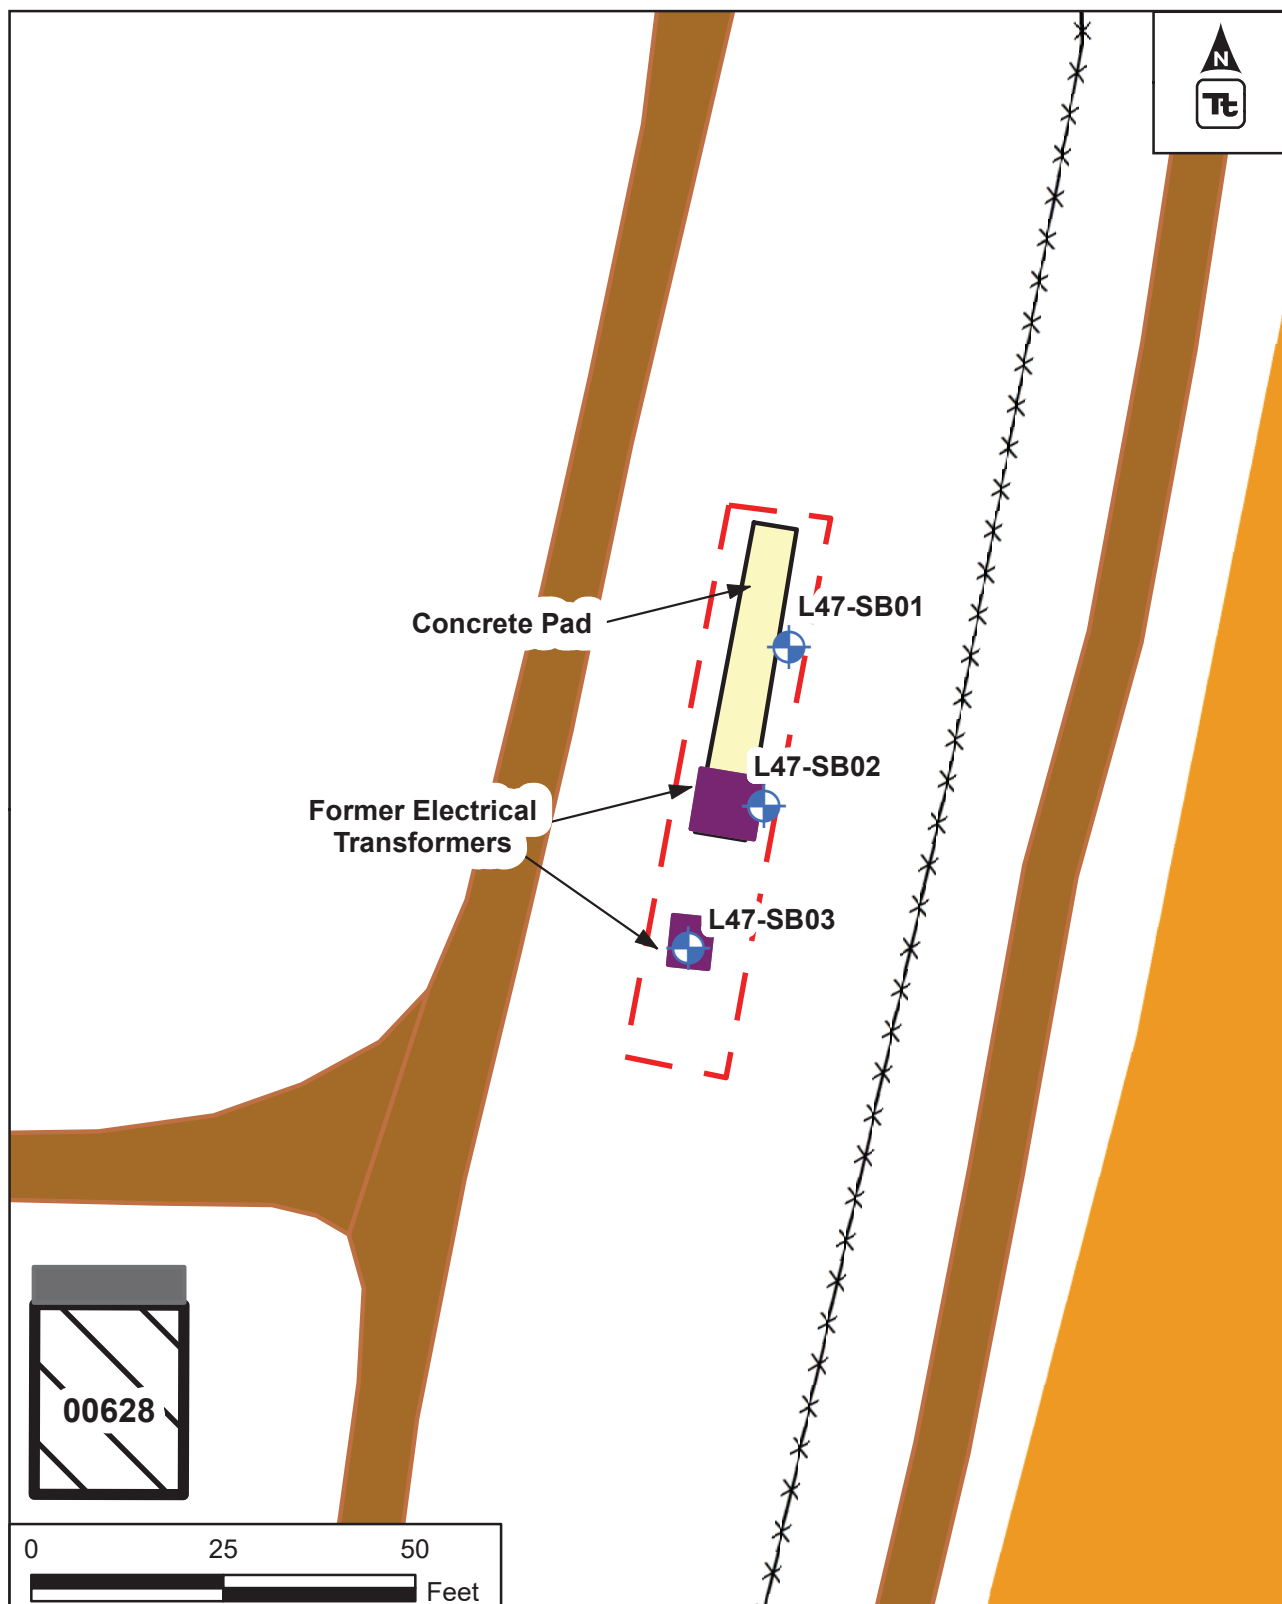 N
Tt
L47-SB01
Concrete Pad
L47-SB02
Former Electrical
Transformers
L47-SB03
00628
0 25 50
Feet